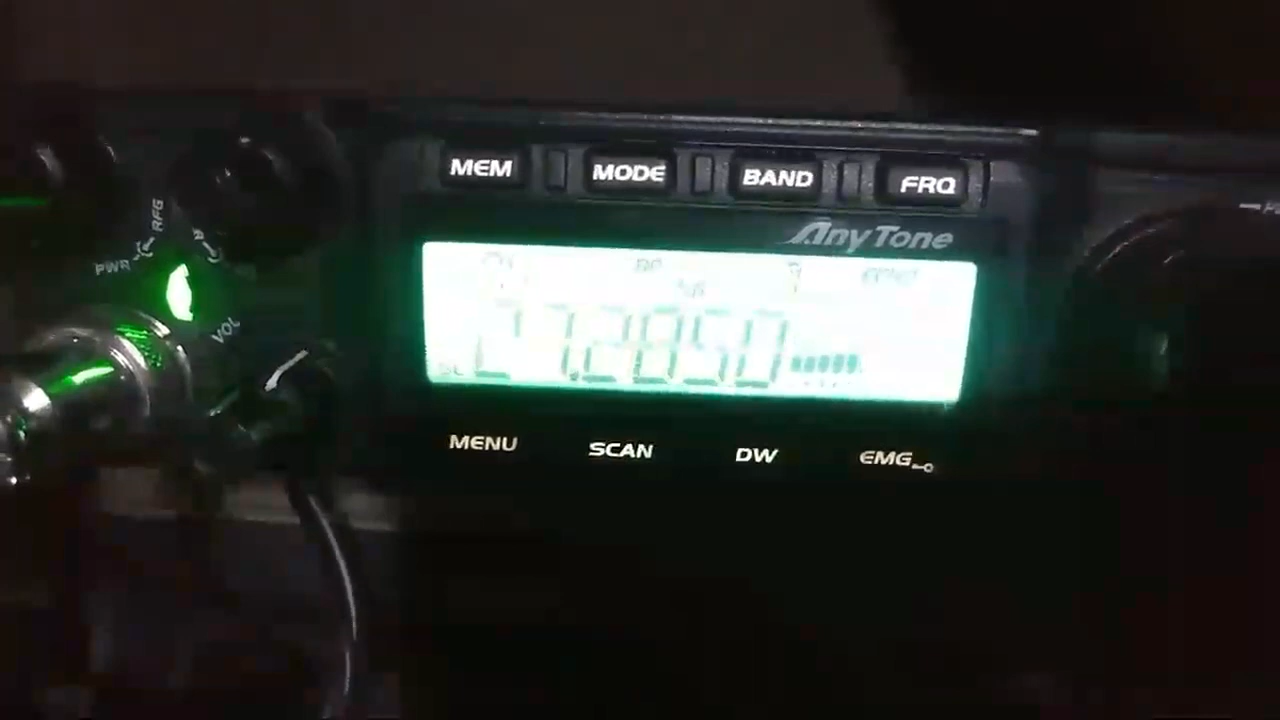 MEM MODE BAND FRQ
AnyTone
RFG
PWR
VOL
27.2850
MENU SCAN DW EMG